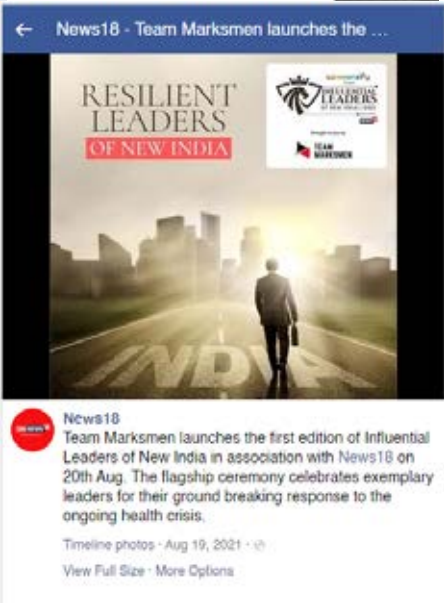 News18 - Team Marksmen launches the ...
RESILIENT
LEADERS
OF NEW INDIA
INFLUENTIAL
LEADERS
OF NEW INDIA
TEAM
MARKSMEN
INDIA
News18
Team Marksmen launches the first edition of Influential
Leaders of New India in association with News18 on
20th Aug. The flagship ceremony celebrates exemplary
leaders for their ground breaking response to the
ongoing health crisis.
Timeline photos · Aug 19, 2021 ·
View Full Size · More Options